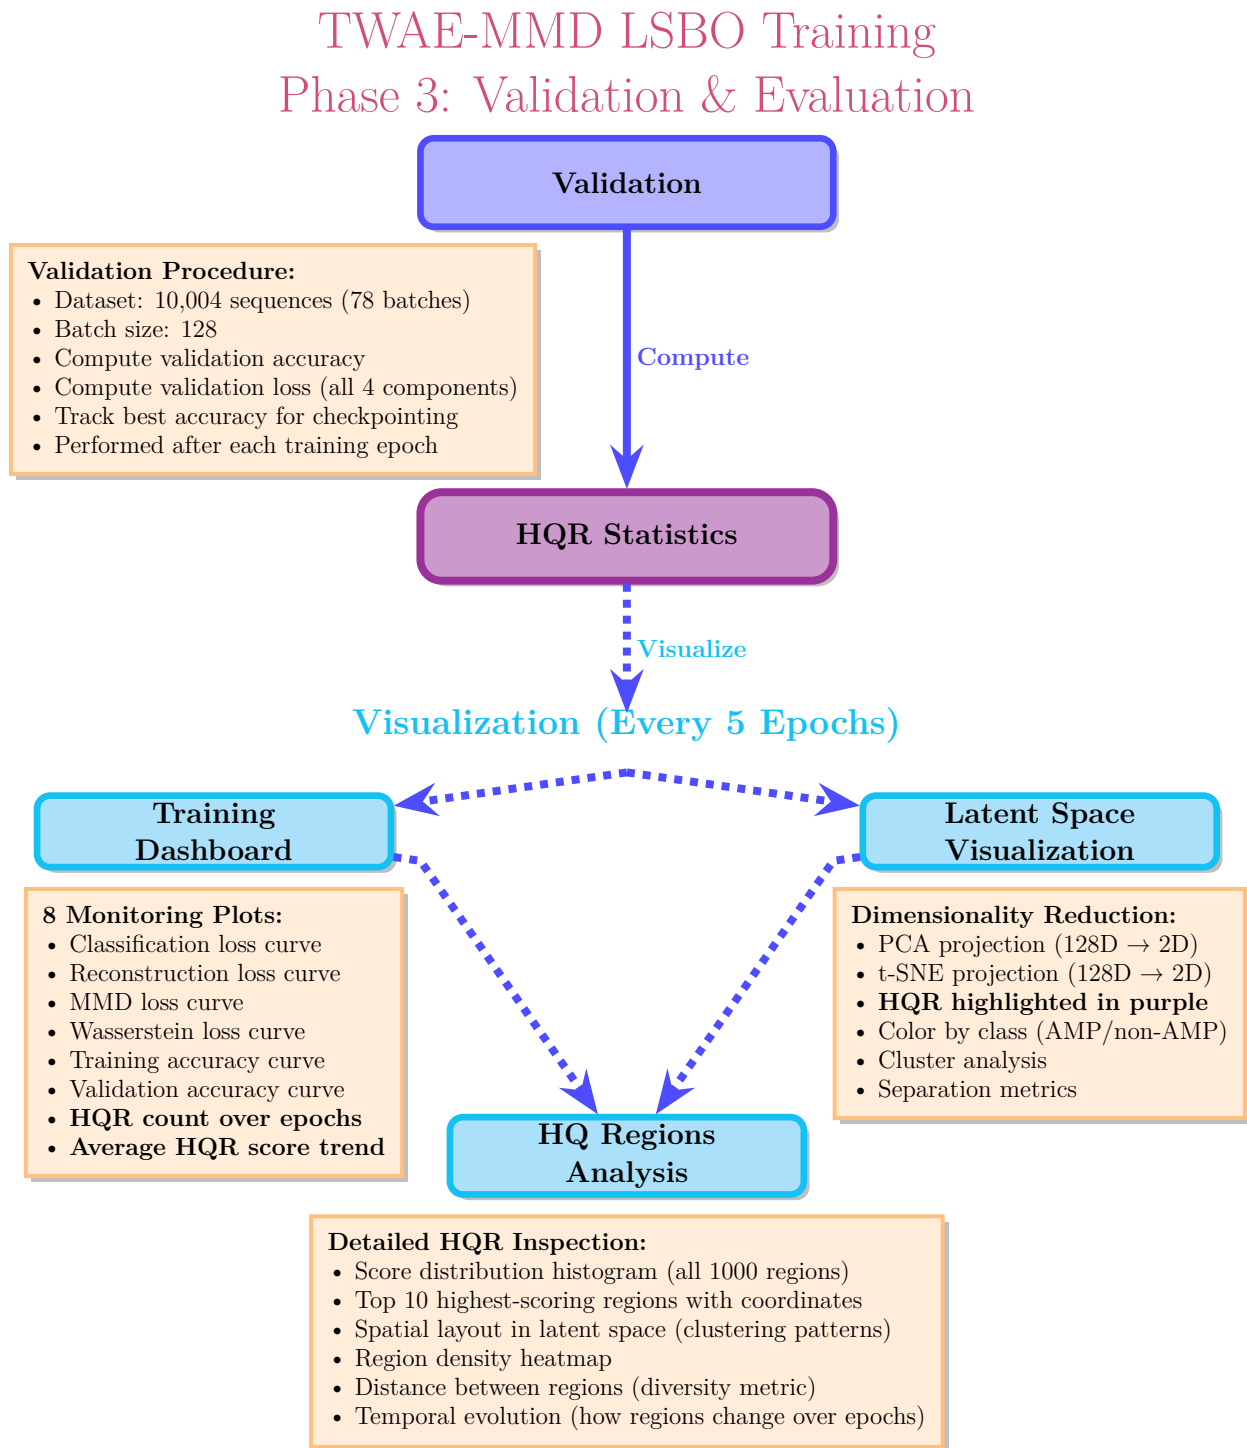 TWAE-MMD LSBO Training
Phase 3: Validation & Evaluation
Validation
Validation Procedure:
• Dataset: 10,004 sequences (78 batches)
• Batch size: 128
• Compute validation accuracy
• Compute validation loss (all 4 components)
• Track best accuracy for checkpointing
• Performed after each training epoch
Compute
HQR Statistics
Visualize
Visualization (Every 5 Epochs)
Training
Dashboard
Latent Space
Visualization
8 Monitoring Plots:
• Classification loss curve
• Reconstruction loss curve
• MMD loss curve
• Wasserstein loss curve
• Training accuracy curve
• Validation accuracy curve
• HQR count over epochs
• Average HQR score trend
Dimensionality Reduction:
• PCA projection (128D → 2D)
• t-SNE projection (128D → 2D)
• HQR highlighted in purple
• Color by class (AMP/non-AMP)
• Cluster analysis
• Separation metrics
HQ Regions
Analysis
Detailed HQR Inspection:
• Score distribution histogram (all 1000 regions)
• Top 10 highest-scoring regions with coordinates
• Spatial layout in latent space (clustering patterns)
• Region density heatmap
• Distance between regions (diversity metric)
• Temporal evolution (how regions change over epochs)